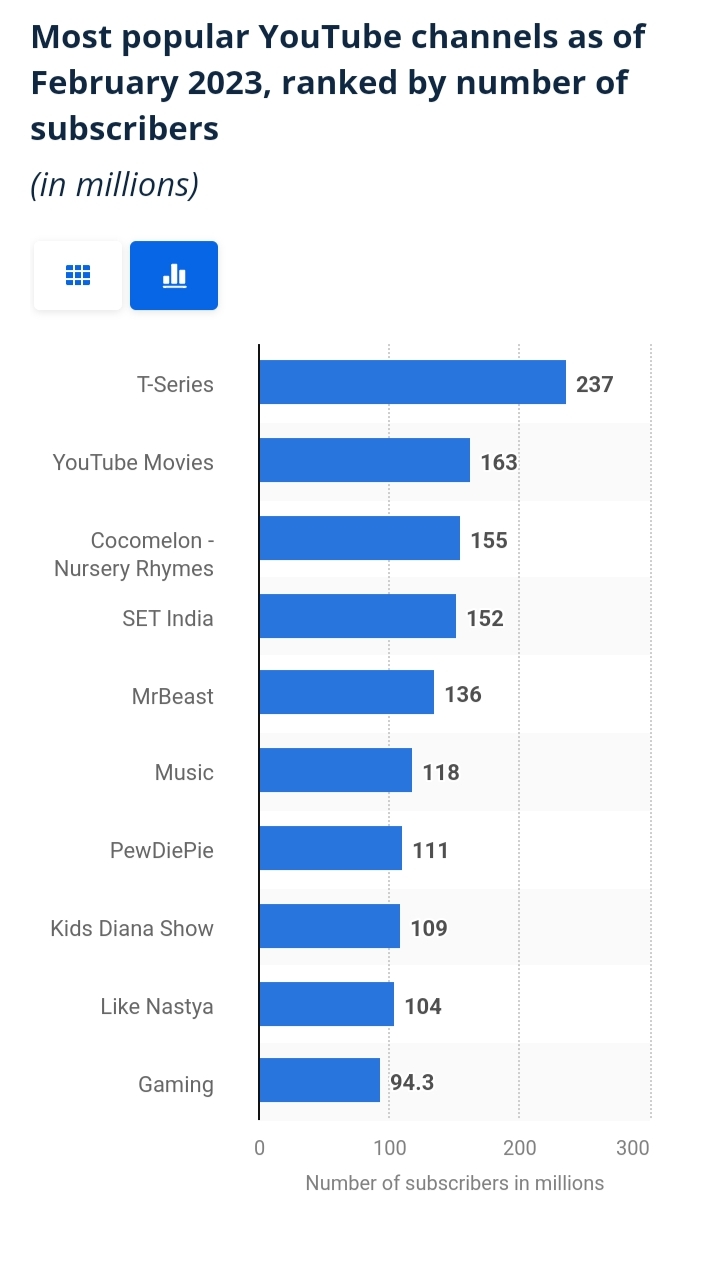 Most popular YouTube channels as of
February 2023, ranked by number of
subscribers
(in millions)
T-Series 237
YouTube Movies 163
Cocomelon - 155
Nursery Rhymes
SET India 152
MrBeast 136
Music 118
PewDiePie 111
Kids Diana Show 109
Like Nastya 104
Gaming 94.3
0 100 200 300
Number of subscribers in millions